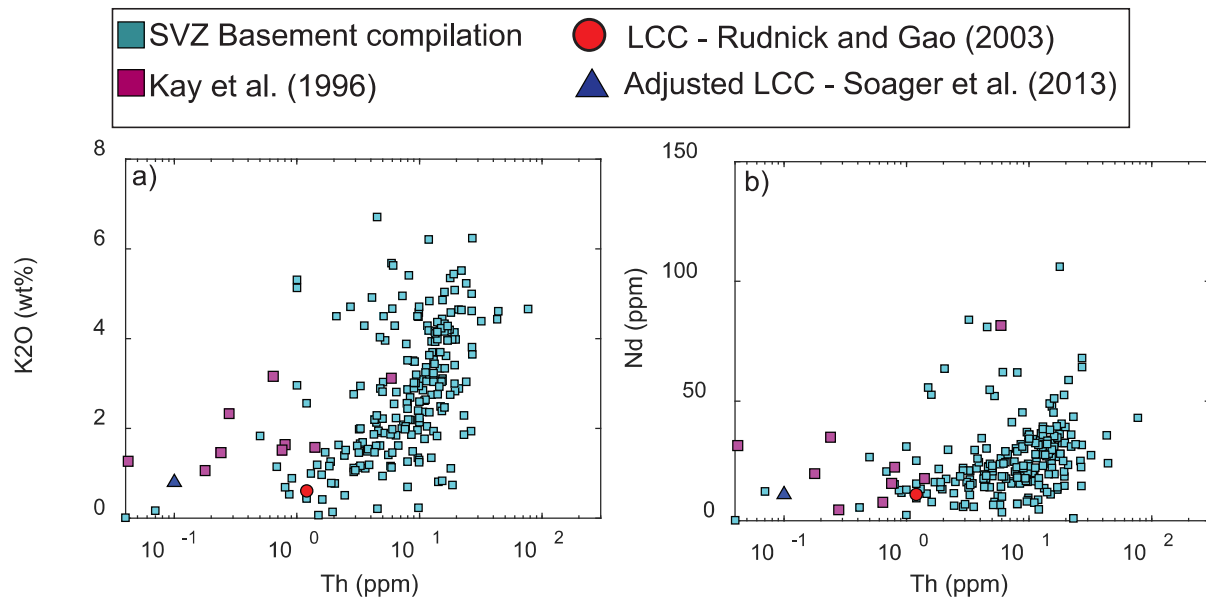 SVZ Basement compilation
LCC - Rudnick and Gao (2003)
Kay et al. (1996)
Adjusted LCC - Soager et al. (2013)
a)
8
6
4
2
0
K2O (wt%)
10 -1
10 0
10 1
10 2
Th (ppm)
b)
150
100
50
0
Nd (ppm)
10 -1
10 0
10 1
10 2
Th (ppm)